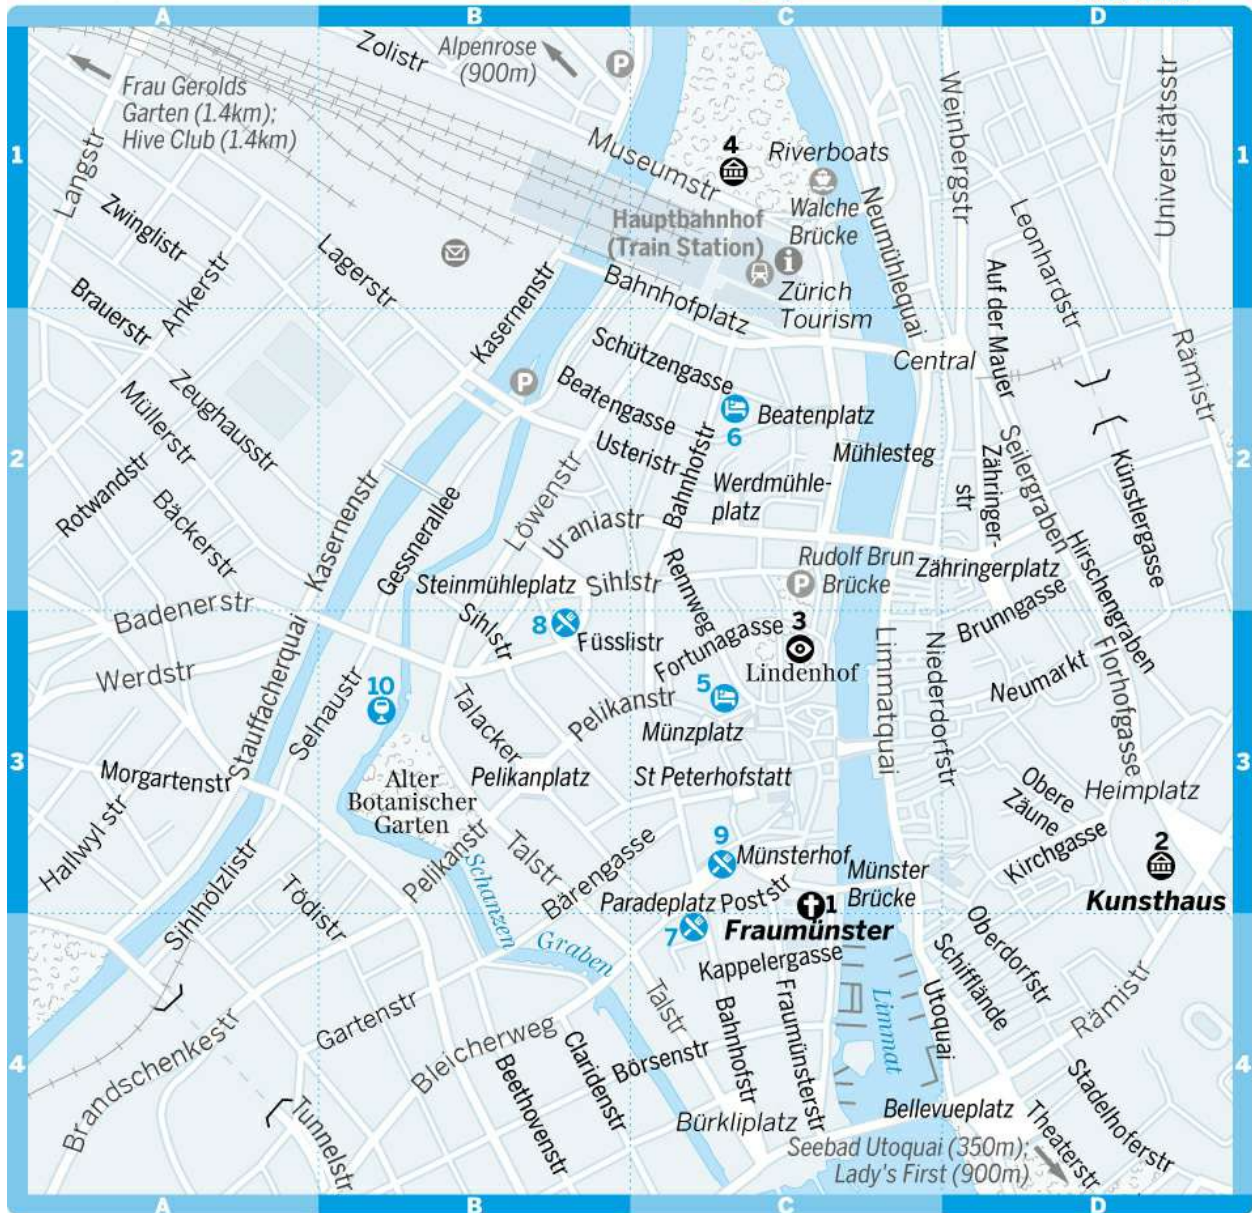 A
B
C
D
Zolistr
Alpenrose
(900m)
P
Frau Gerolds
Garten (1.4km);
Hive Club (1.4km)
Langstr
1
1
Museumstr
4
Riverboats
Walche
Brücke
Neumühlequai
Weinbergstr
Universitätsstr
Leonhardstr
Zwinglistr
Ankerstr
Lagerstr
Hauptbahnhof
(Train Station)
i
Zürich
Tourism
Brauerstr
Kasernenstr
Bahnhofplatz
Auf der Mauer
Central
Rämistr
Schützengasse
P
Beatengasse
6
Beatenplatz
Müllerstr
Zeughausstr
Usteristr
Bahnhofstr
Mühlesteg
Seilergraben
Künstlergasse
2
2
Rotwandstr
Bäckerstr
Kasernenstr
Gessnerallee
Löwenstr
Uraniastr
Werdmühle-
platz
Zähringer-
str
Hirschengraben
Steinmühleplatz
Sihlstr
Rennweg
P
Rudolf Brun
Brücke
Zähringerplatz
Badenerstr
Brunngasse
8
Sihlstr
Füsslistr
Fortunagasse
3
Lindenhof
Limmatquai
Niederdorfstr
Neumarkt
Florhofgasse
Werdstr
Stauffacherquai
Selnaustr
10
Talacker
Pelikanstr
5
Münzplatz
3
3
Morgartenstr
Alter
Botanischer
Garten
Pelikanplatz
St Peterhofstatt
Obere
Zäune
Heimplatz
Hallwyl str
Pelikanstr
Talstr
Bärengasse
9
Münsterhof
Münster
Brücke
Kirchgasse
2
Kunsthaus
Sihlhölzlistr
Tödistr
Schanzen
Graben
Paradeplatz
Poststr
1
Fraumünster
7
Kappelergasse
Oberdorfstr
Schifflände
Rämistr
Brandschenkestr
Gartenstr
Bleicherweg
Talstr
Bahnhofstr
Fraumünsterstr
Limmat
Utoquai
4
4
Claridenstr
Börsenstr
Beethovenstr
Bürkliplatz
Bellevueplatz
Stadelhoferstr
Theaterstr
Tunnelstr
Seebad Utoquai (350m);
Lady's First (900m)
A
B
C
D